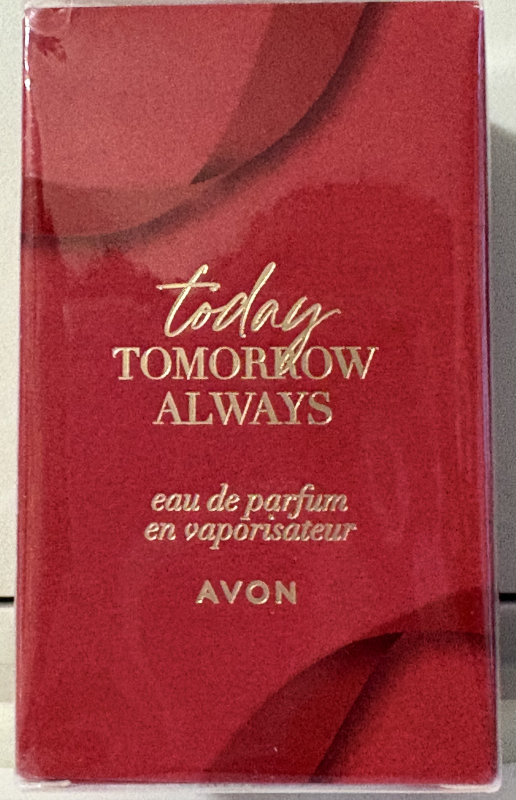 today
TOMORROW
ALWAYS
eau de parfum
en vaporisateur
AVON